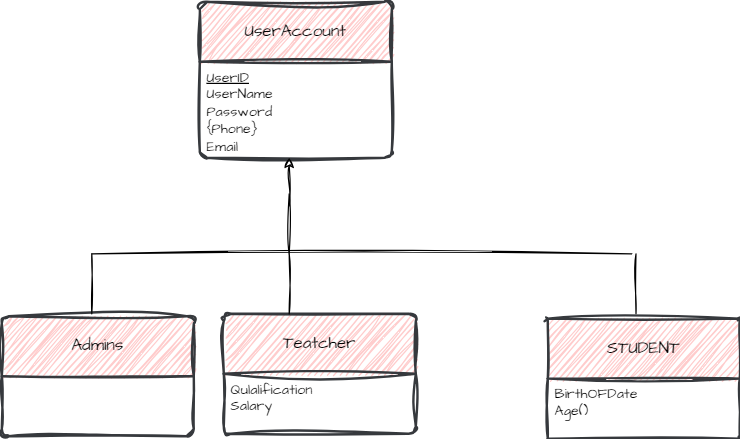 UserAccount
UserID
UserName
Password
{Phone}
Email
Admins
Teatcher
Qulalification
Salary
STUDENT
BirthOFDate
Age()